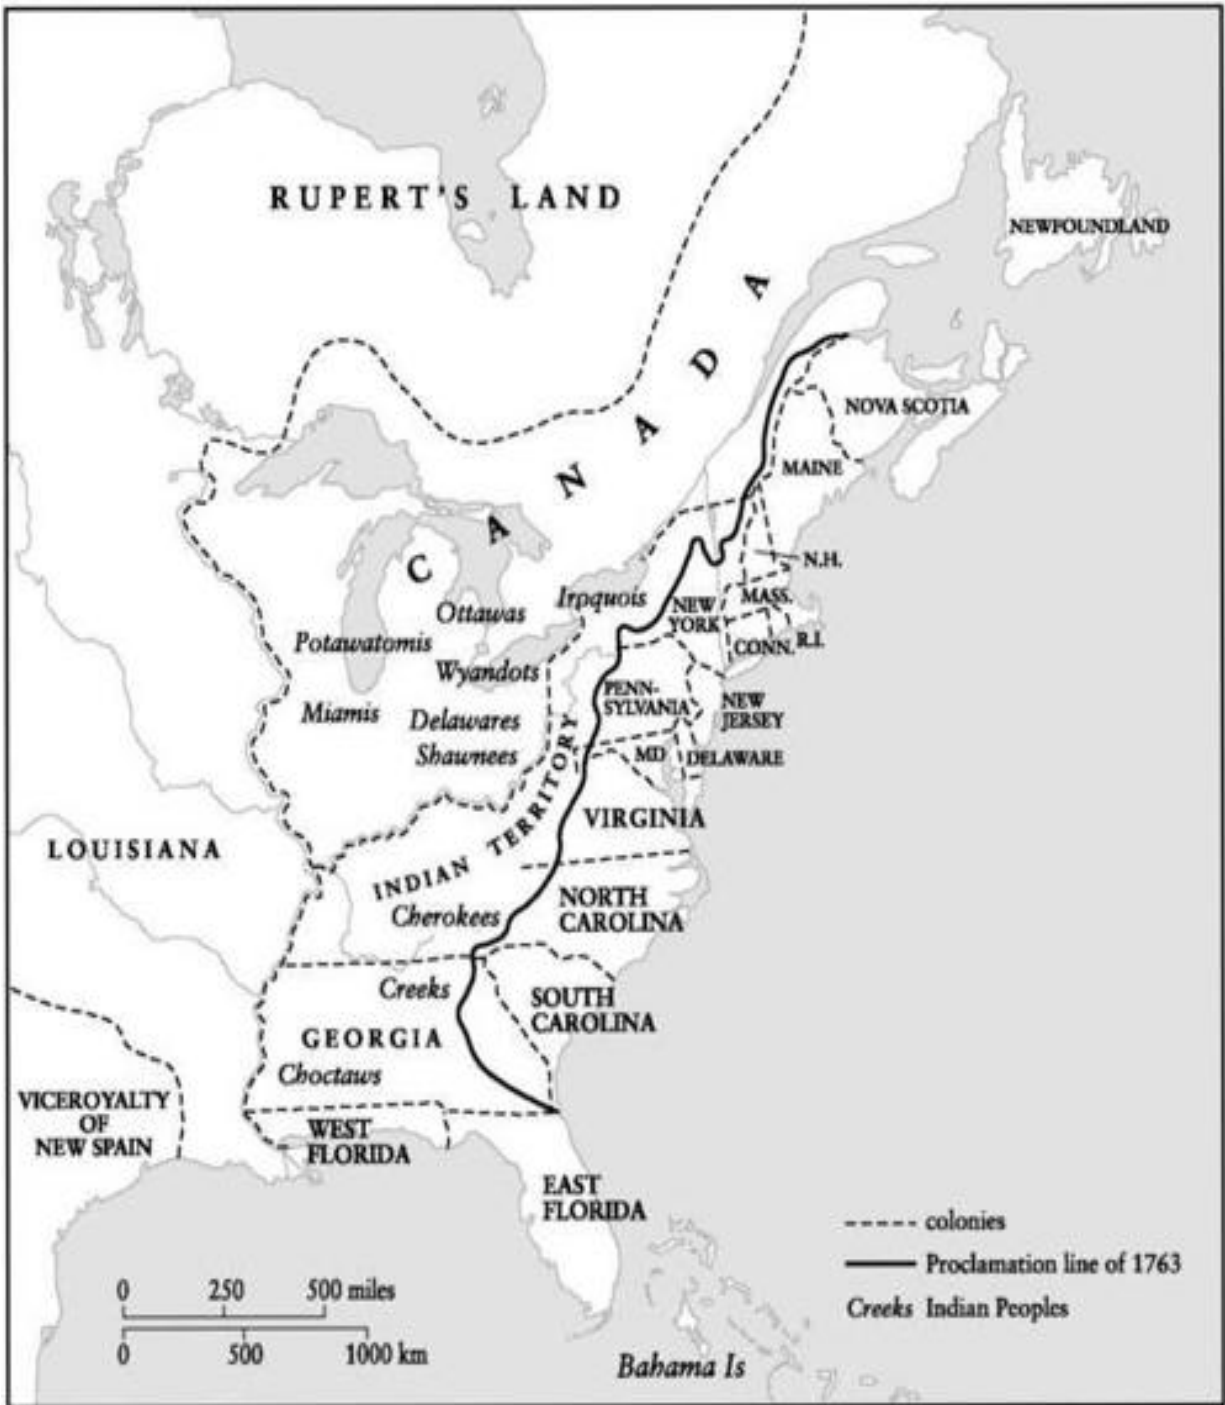 RUPERT'S LAND
NEWFOUNDLAND
CANADA
NOVA SCOTIA
MAINE
N.H.
MASS.
NEW
YORK
CONN.
R.I.
Iroquois
Ottawas
Potawatomis
Wyandots
Miamis
Delawares
Shawnees
PENN-
SYLVANIA
NEW
JERSEY
MD
DELAWARE
VIRGINIA
INDIAN TERRITORY
LOUISIANA
Cherokees
NORTH
CAROLINA
Creeks
SOUTH
CAROLINA
GEORGIA
Choctaws
VICEROYALTY
OF
NEW SPAIN
WEST
FLORIDA
EAST
FLORIDA
colonies
Proclamation line of 1763
Creeks Indian Peoples
0 250 500 miles
0 500 1000 km
Bahama Is